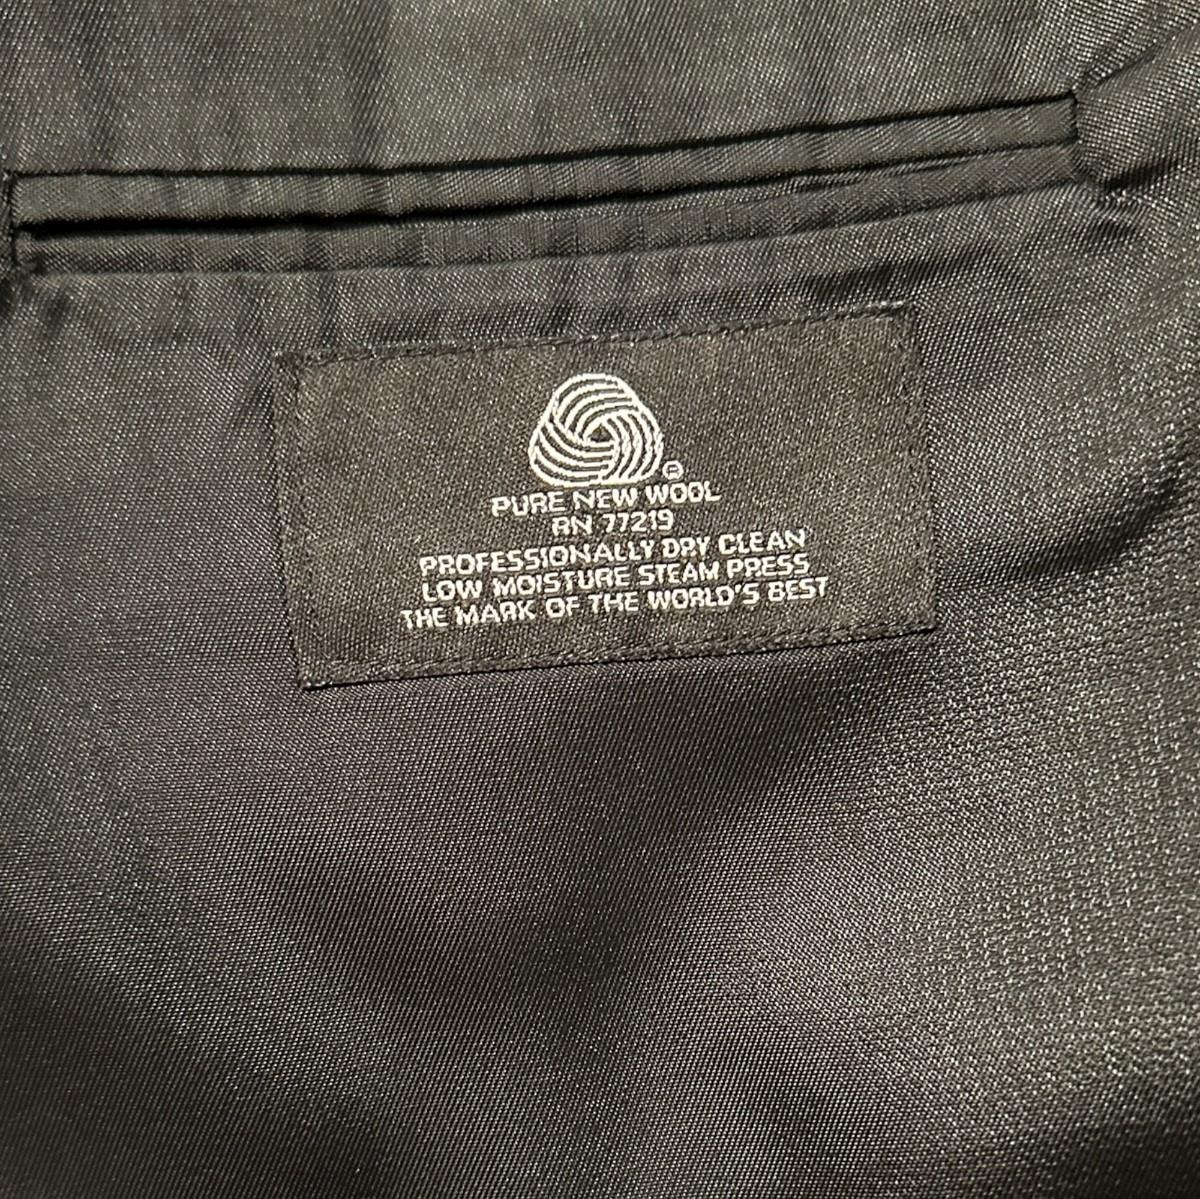 ®
PURE NEW WOOL
RN 77219
PROFESSIONALLY DRY CLEAN
LOW MOISTURE STEAM PRESS
THE MARK OF THE WORLD'S BEST